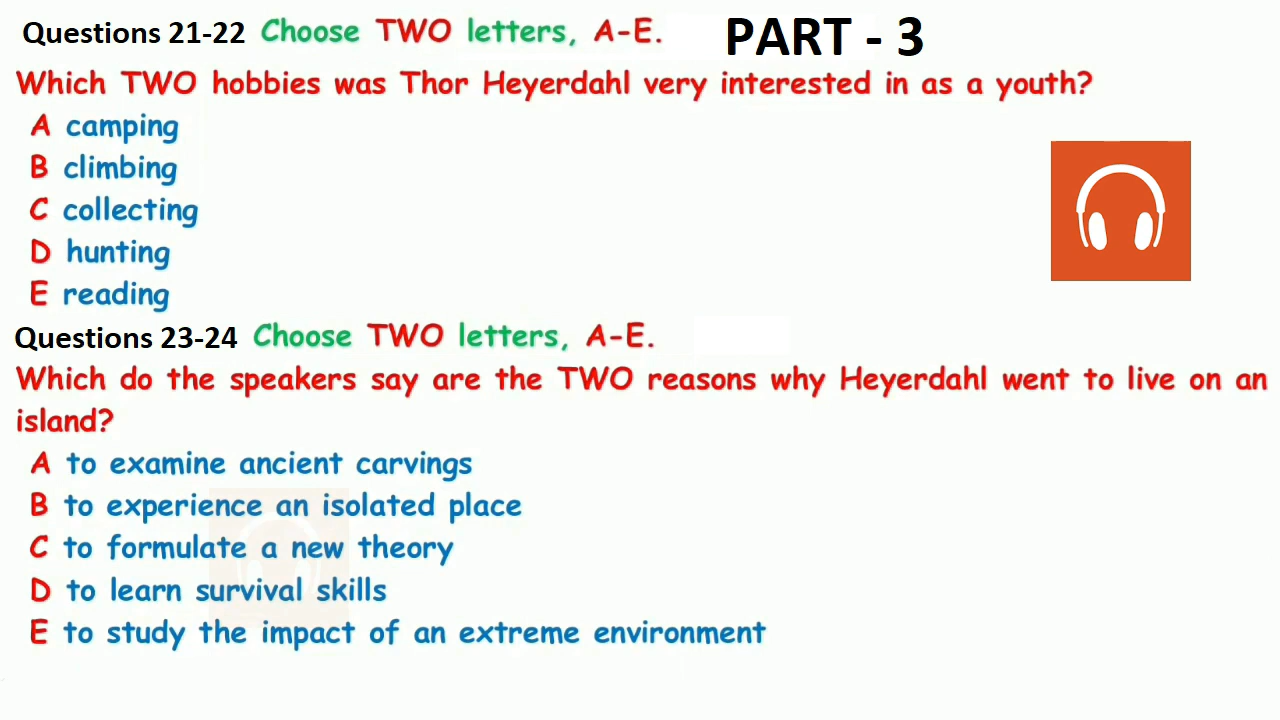 Questions 21-22 Choose TWO letters, A-E. PART - 3
Which TWO hobbies was Thor Heyerdahl very interested in as a youth?
A camping
B climbing
C collecting
D hunting
E reading
Questions 23-24 Choose TWO letters, A-E.
Which do the speakers say are the TWO reasons why Heyerdahl went to live on an
island?
A to examine ancient carvings
B to experience an isolated place
C to formulate a new theory
D to learn survival skills
E to study the impact of an extreme environment